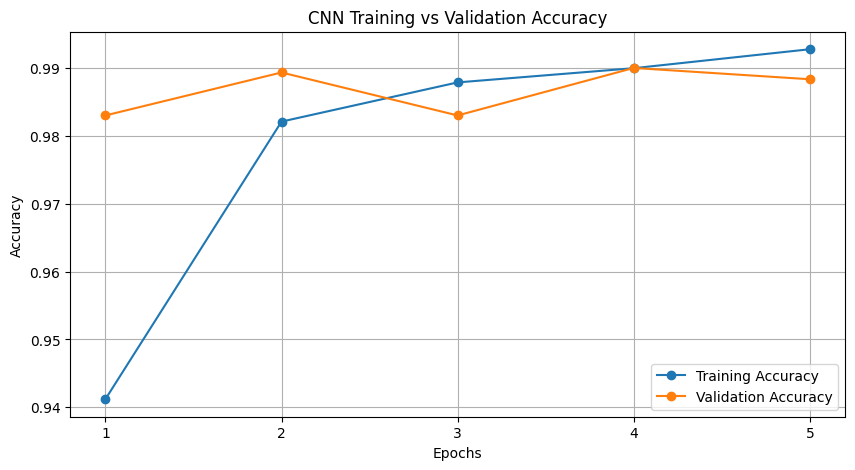 CNN Training vs Validation Accuracy
Accuracy
0.99
0.98
0.97
0.96
0.95
0.94
1 2 3 4 5
Epochs
Training Accuracy
Validation Accuracy